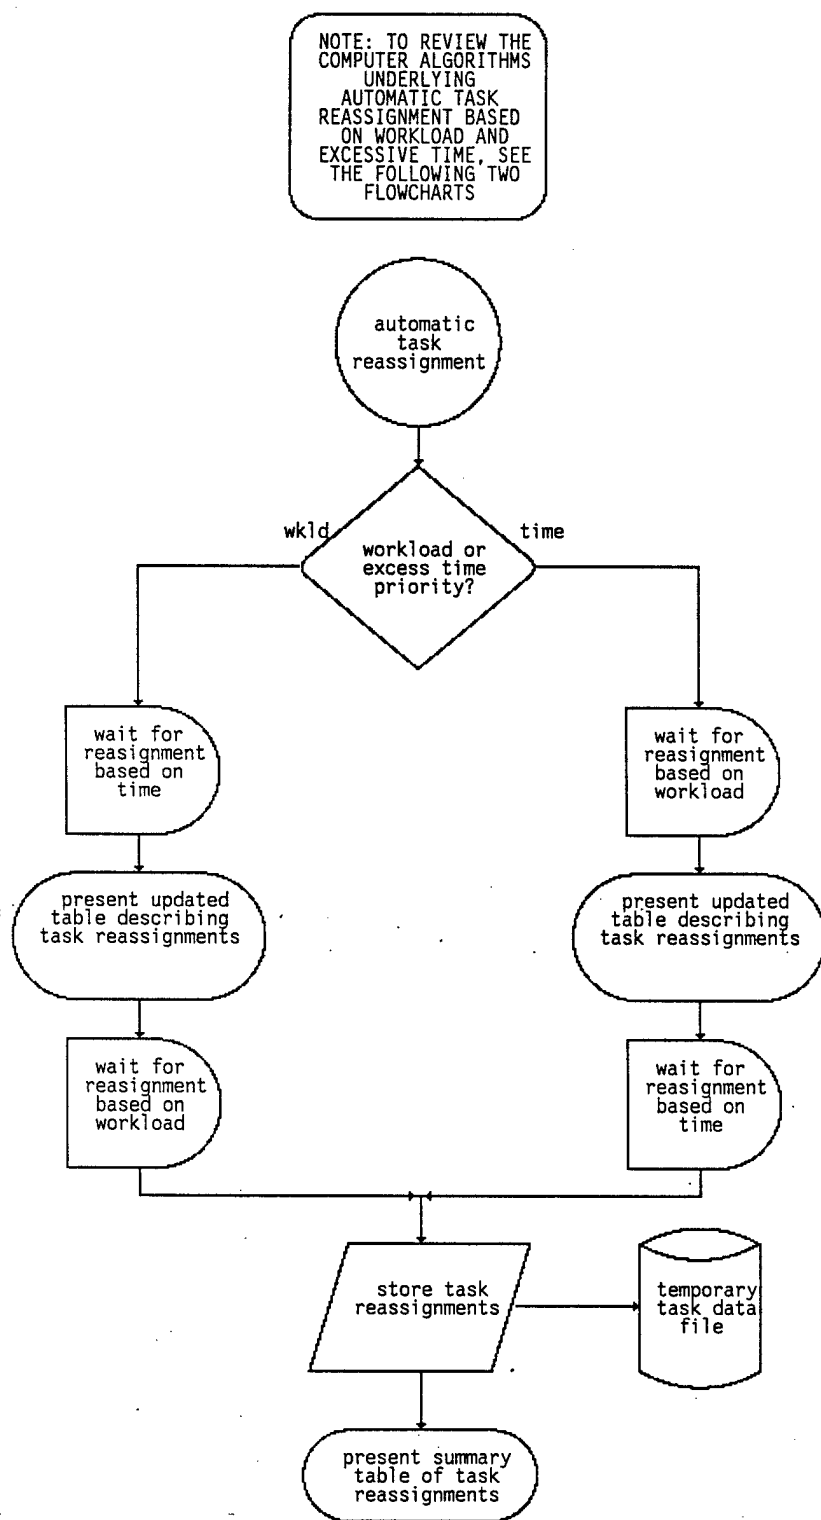 NOTE: TO REVIEW THE
COMPUTER ALGORITHMS
UNDERLYING
AUTOMATIC TASK
REASSIGNMENT BASED
ON WORKLOAD AND
EXCESSIVE TIME, SEE
THE FOLLOWING TWO
FLOWCHARTS
automatic
task
reassignment
wkld
time
workload or
excess time
priority?
wait for
reasignment
based on
time
wait for
reasignment
based on
workload
present updated
table describing
task reassignments
present updated
table describing
task reassignments
wait for
reasignment
based on
workload
wait for
reasignment
based on
time
store task
reassignments
temporary
task data
file
present summary
table of task
reassignments